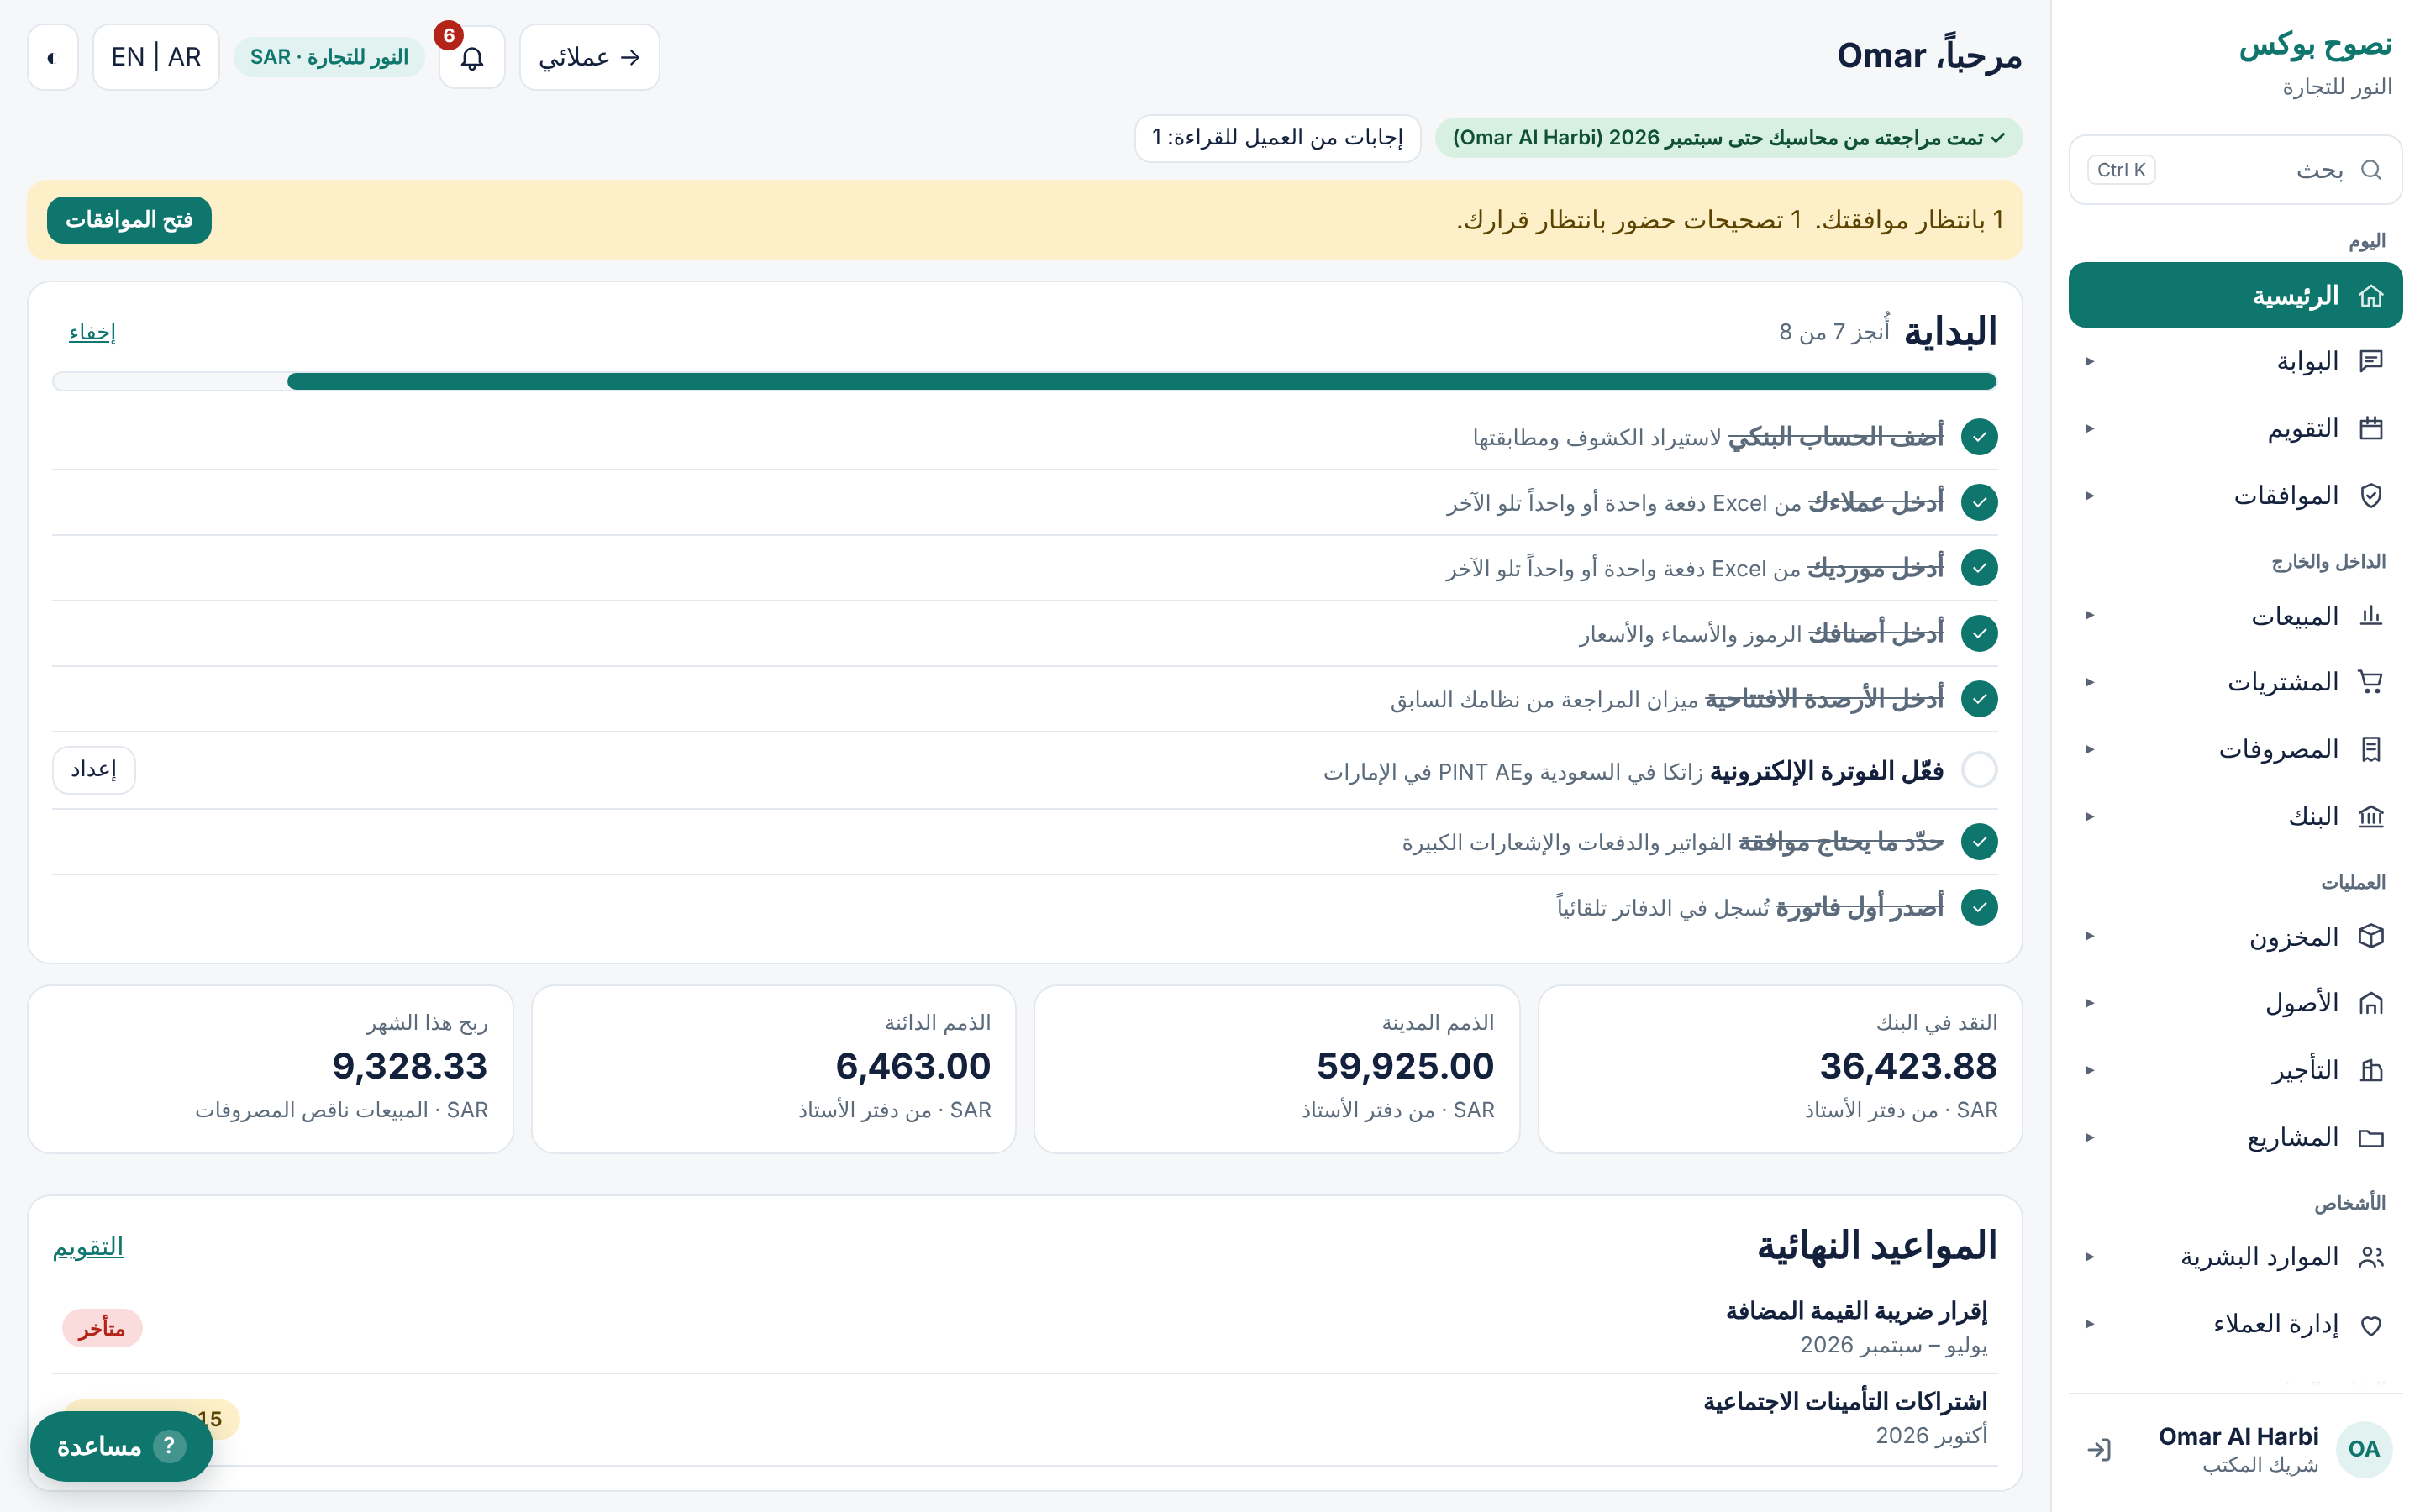 نصوح بوكس
النور للتجارة
بحث
Ctrl K
اليوم
الرئيسية
البوابة
التقويم
الموافقات
الداخل والخارج
المبيعات
المشتريات
المصروفات
البنك
العمليات
المخزون
الأصول
التأجير
المشاريع
الأشخاص
الموارد البشرية
إدارة العملاء
OA
Omar Al Harbi
شريك المكتب
مرحباً، Omar
→ عملائي
6
النور للتجارة · SAR
EN | AR
✓ تمت مراجعته من محاسبك حتى سبتمبر 2026 (Omar Al Harbi)
إجابات من العميل للقراءة: 1
1 بانتظار موافقتك. 1 تصحيحات حضور بانتظار قرارك.
فتح الموافقات
البداية أُنجز 7 من 8
إخفاء
أضف الحساب البنكي لاستيراد الكشوف ومطابقتها
أدخل عملاءك من Excel دفعة واحدة أو واحداً تلو الآخر
أدخل مورديك من Excel دفعة واحدة أو واحداً تلو الآخر
أدخل أصنافك الرموز والأسماء والأسعار
أدخل الأرصدة الافتتاحية ميزان المراجعة من نظامك السابق
فعّل الفوترة الإلكترونية زاتكا في السعودية وPINT AE في الإمارات
إعداد
حدّد ما يحتاج موافقة الفواتير والدفعات والإشعارات الكبيرة
أصدر أول فاتورة تُسجل في الدفاتر تلقائياً
النقد في البنك
36,423.88
SAR · من دفتر الأستاذ
الذمم المدينة
59,925.00
SAR · من دفتر الأستاذ
الذمم الدائنة
6,463.00
SAR · من دفتر الأستاذ
ربح هذا الشهر
9,328.33
SAR · المبيعات ناقص المصروفات
المواعيد النهائية
التقويم
إقرار ضريبة القيمة المضافة
يوليو – سبتمبر 2026
متأخر
اشتراكات التأمينات الاجتماعية
أكتوبر 2026
15
? مساعدة